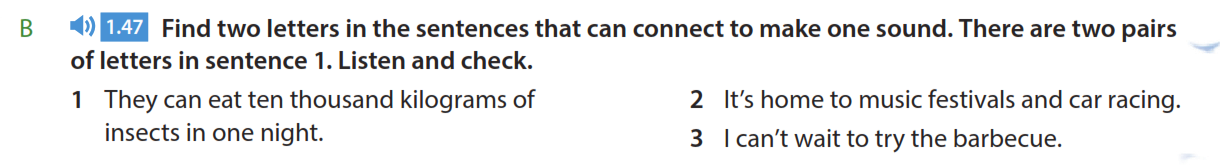 B 1.47 Find two letters in the sentences that can connect to make one sound. There are two pairs
of letters in sentence 1. Listen and check.
1 They can eat ten thousand kilograms of
insects in one night.
2 It's home to music festivals and car racing.
3 I can't wait to try the barbecue.